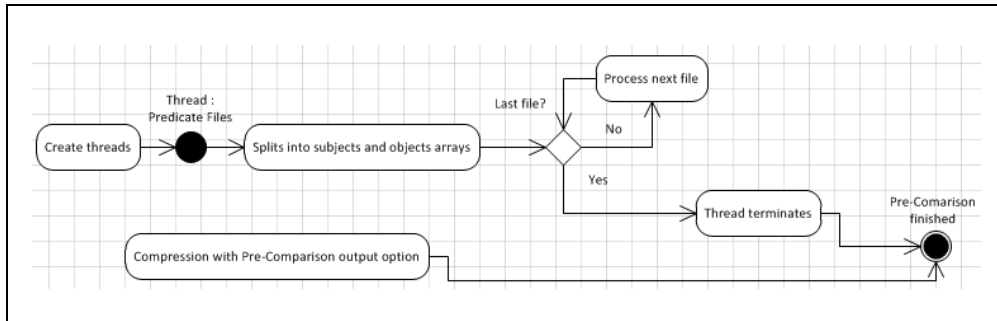 Process next file
Last file?
Thread :
Predicate Files
No
Create threads
Splits into subjects and objects arrays
Yes
Thread terminates
Pre-Comarison
finished
Compression with Pre-Comparison output option